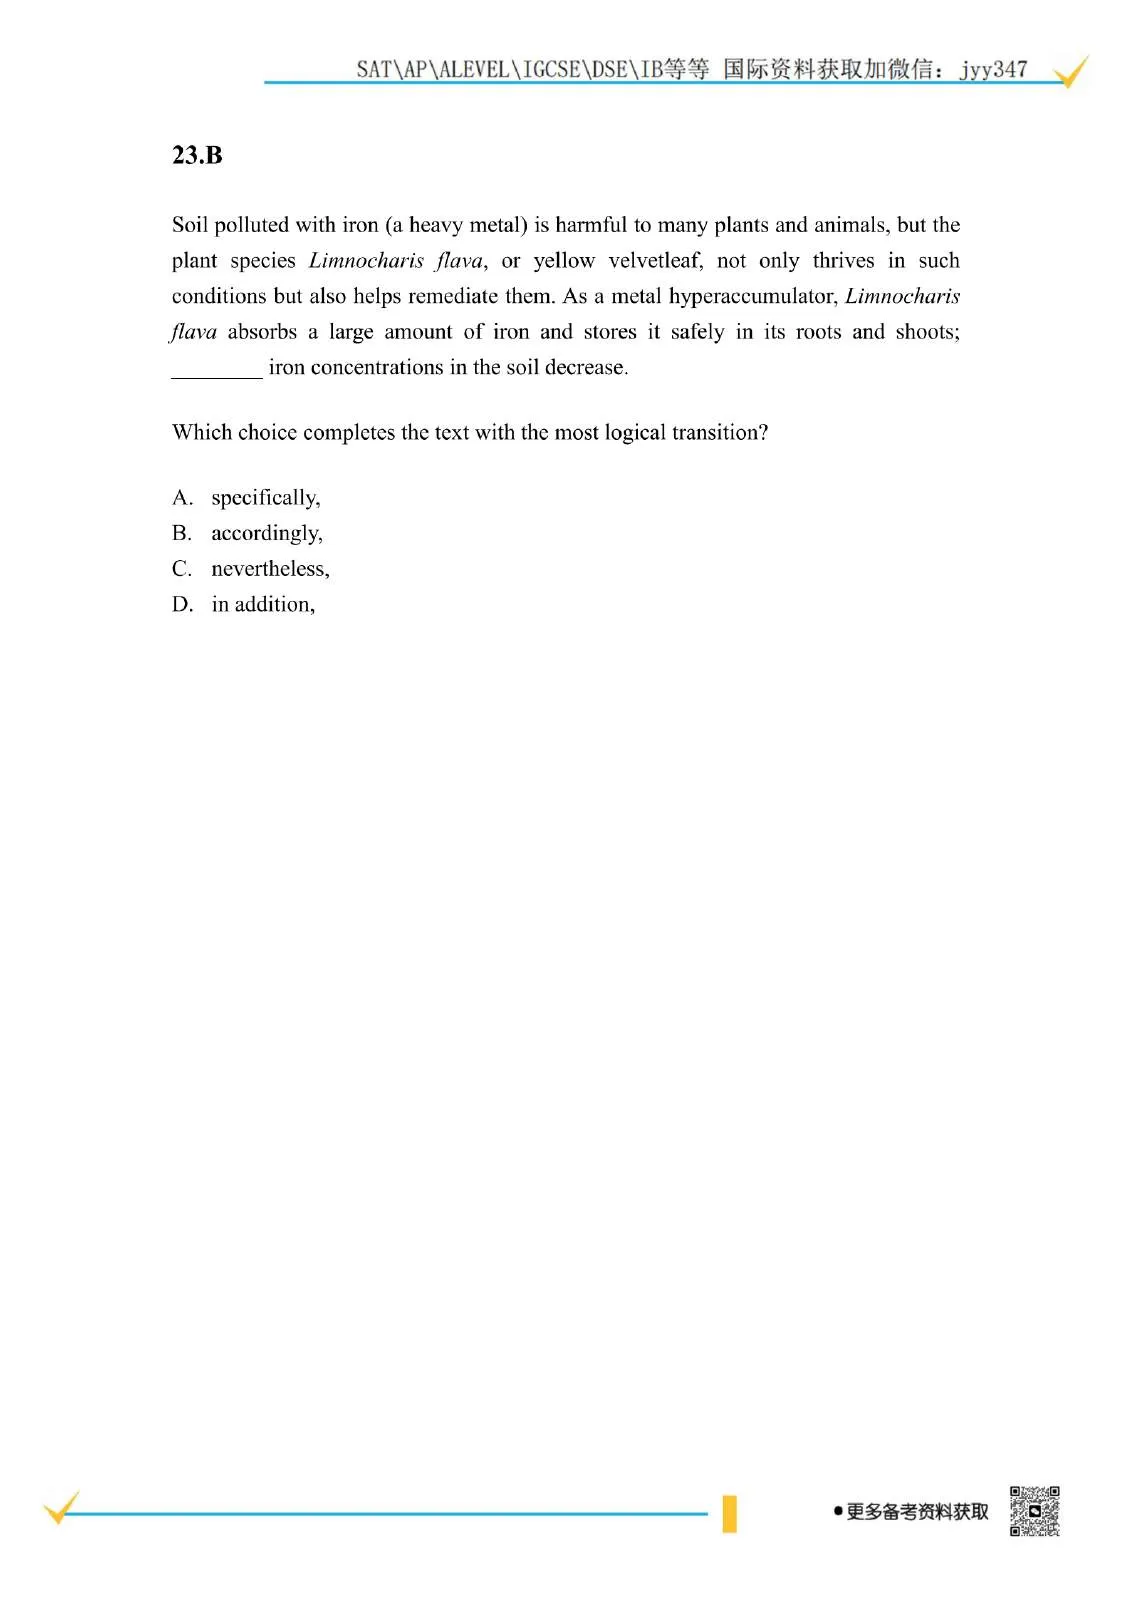 SAT\AP\ALEVEL\IGCSE\DSE\IB等等 国际资料获取加微信：jyy347
23.B
Soil polluted with iron (a heavy metal) is harmful to many plants and animals, but the
plant species Limnocharis flava, or yellow velvetleaf, not only thrives in such
conditions but also helps remediate them. As a metal hyperaccumulator, Limnocharis
flava absorbs a large amount of iron and stores it safely in its roots and shoots;
________ iron concentrations in the soil decrease.
Which choice completes the text with the most logical transition?
A. specifically,
B. accordingly,
C. nevertheless,
D. in addition,
•更多备考资料获取